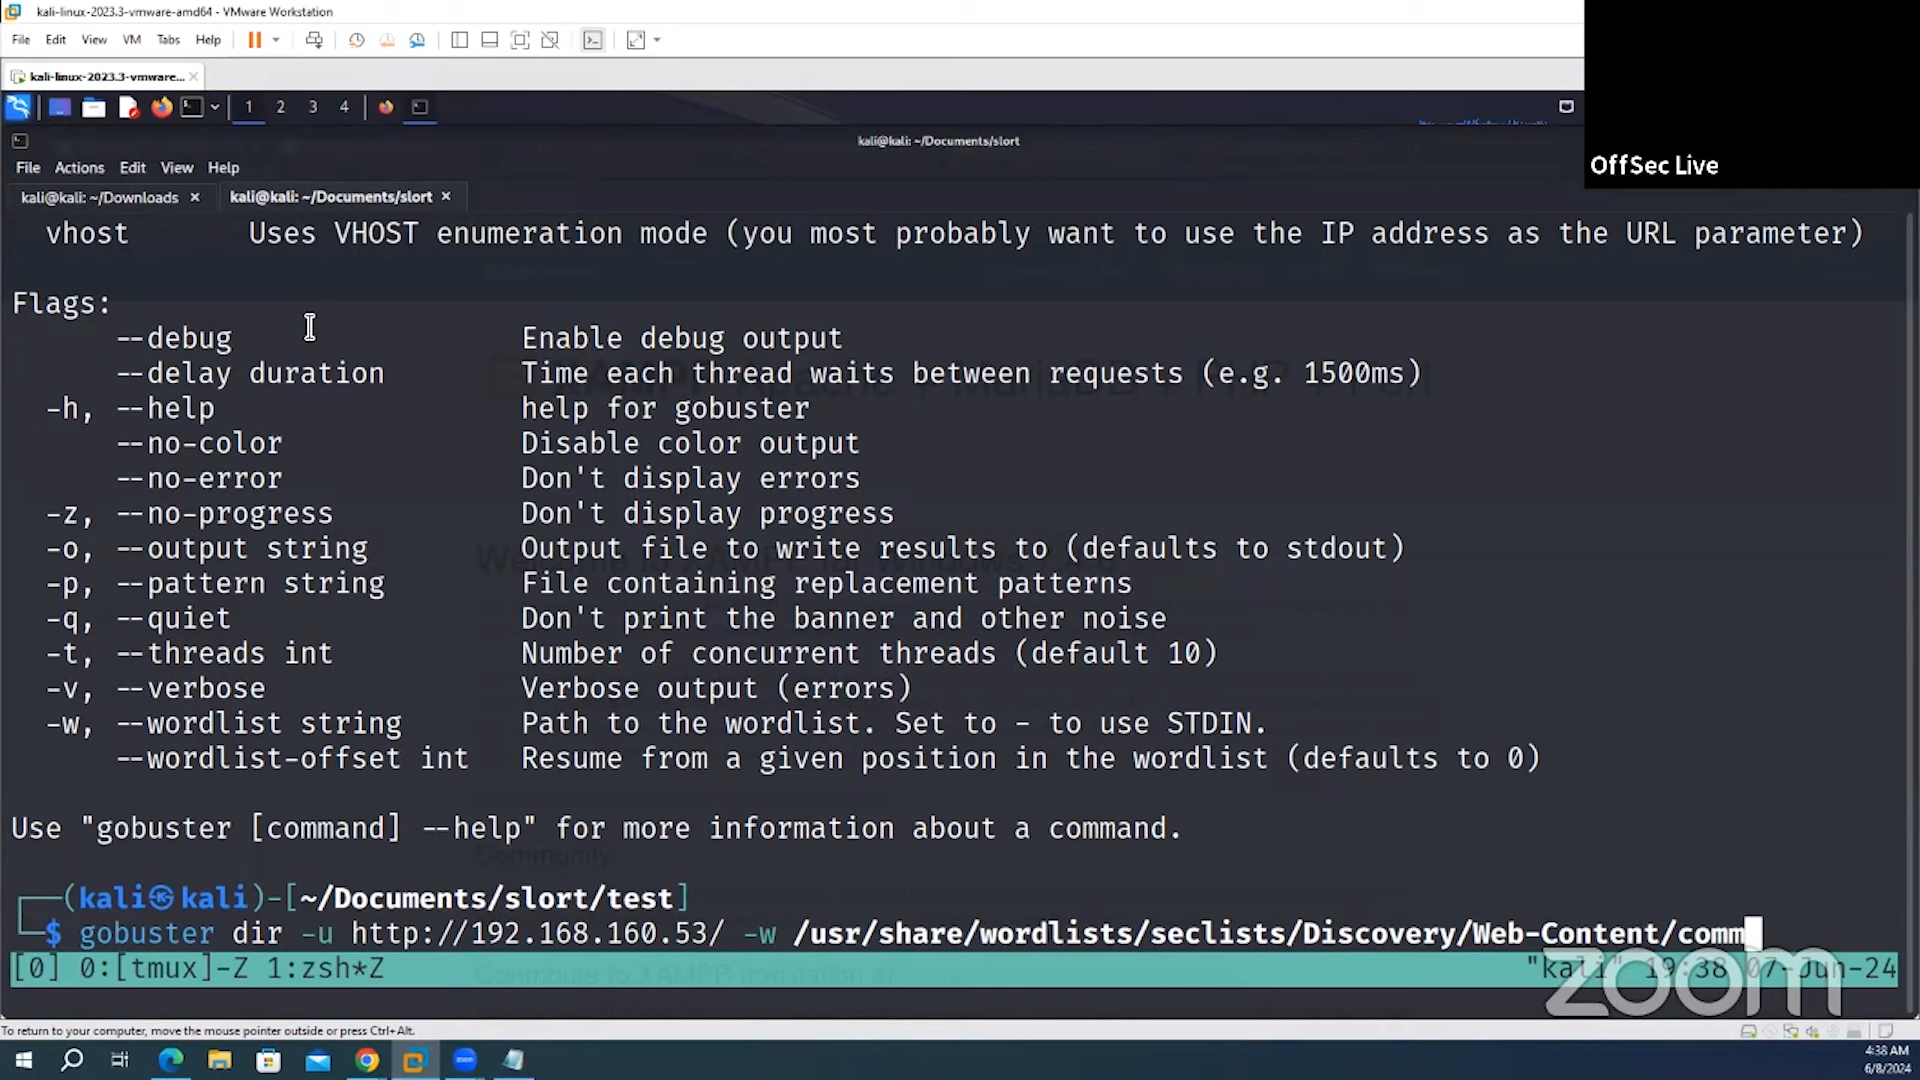 kali-linux-2023.3-vmware-amd64 - VMware Workstation
File Edit View VM Tabs Help
kali-linux-2023.3-vmware...
1 2 3 4
kali@kali: ~/Documents/slort
File Actions Edit View Help
OffSec Live
kali@kali: ~/Downloads kali@kali: ~/Documents/slort
vhost Uses VHOST enumeration mode (you most probably want to use the IP address as the URL parameter)
Flags:
--debug Enable debug output
--delay duration Time each thread waits between requests (e.g. 1500ms)
-h, --help help for gobuster
--no-color Disable color output
--no-error Don't display errors
-z, --no-progress Don't display progress
-o, --output string Output file to write results to (defaults to stdout)
-p, --pattern string File containing replacement patterns
-q, --quiet Don't print the banner and other noise
-t, --threads int Number of concurrent threads (default 10)
-v, --verbose Verbose output (errors)
-w, --wordlist string Path to the wordlist. Set to - to use STDIN.
--wordlist-offset int Resume from a given position in the wordlist (defaults to 0)
Use "gobuster [command] --help" for more information about a command.
Community
┌──(kali㉿kali)-[~/Documents/slort/test]
└─$ gobuster dir -u http://192.168.160.53/ -w /usr/share/wordlists/seclists/Discovery/Web-Content/comm
[0] 0:[tmux]-Z 1:zsh*Z "kali" 19:38 07-Jun-24
zoom
To return to your computer, move the mouse pointer outside or press Ctrl+Alt.
zoom
4:38 AM
6/8/2024